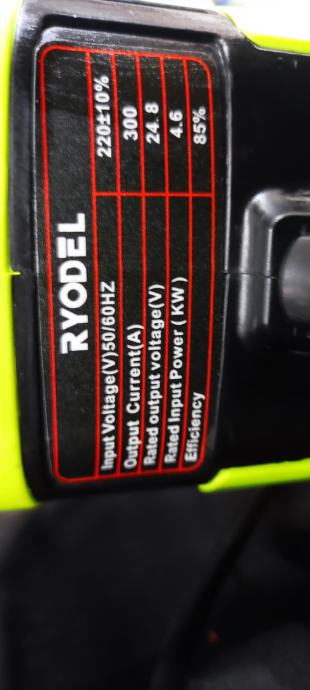 RYODEL
Input Voltage(V)50/60HZ 220±10%
Output Current(A) 300
Rated output voltage(V) 24.8
Rated Input Power ( KW ) 4.6
Efficiency 85%